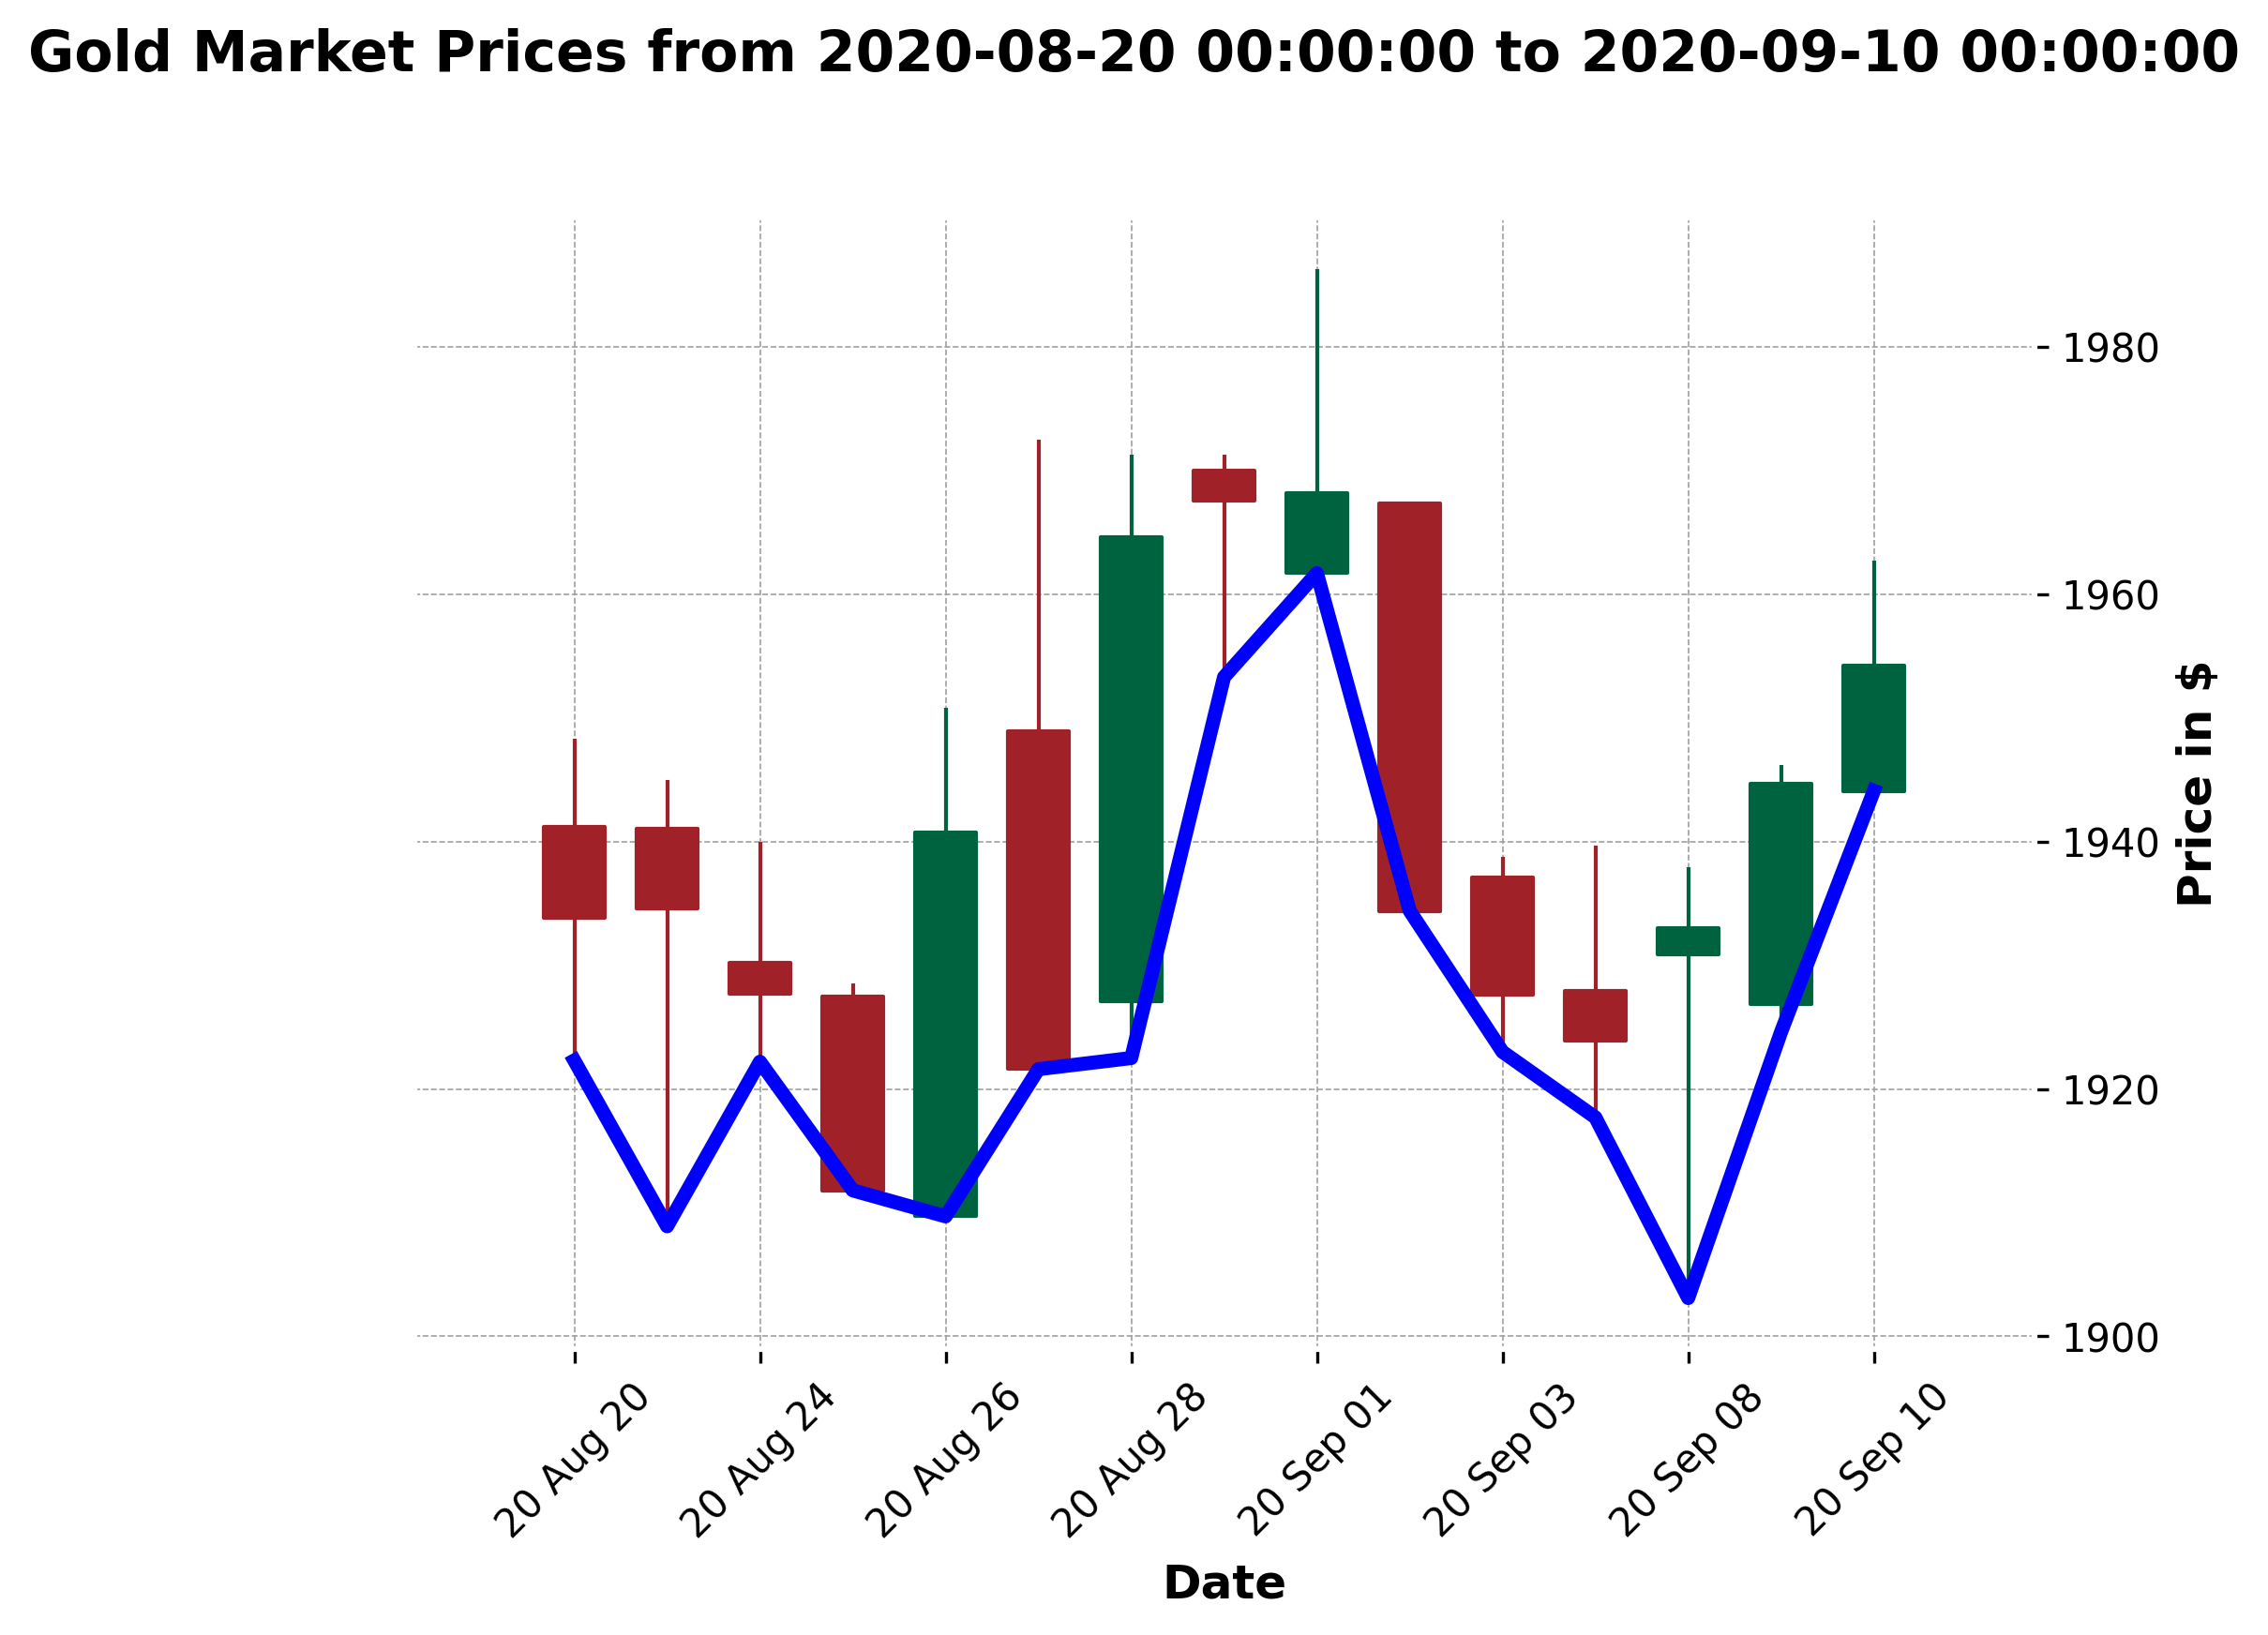 Gold Market Prices from 2020-08-20 00:00:00 to 2020-09-10 00:00:00
1980
1960
1940
1920
1900
Price in $
20 Aug 20
20 Aug 24
20 Aug 26
20 Aug 28
20 Sep 01
20 Sep 03
20 Sep 08
20 Sep 10
Date